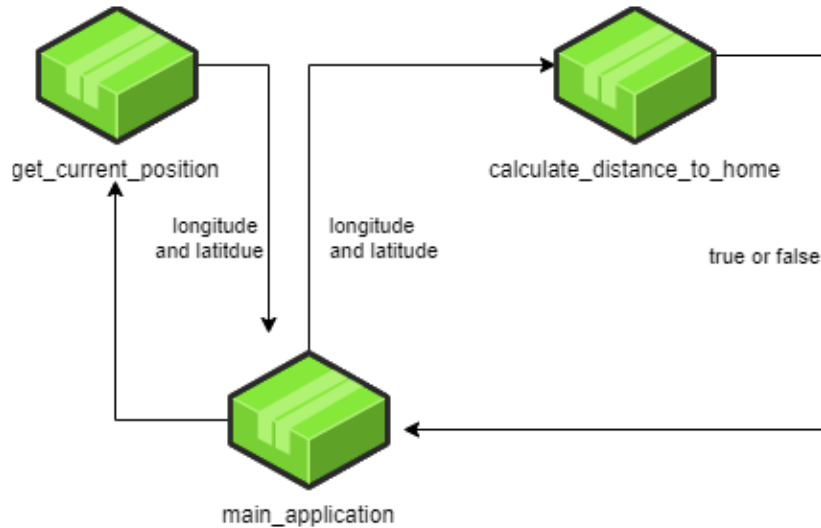 get_current_position
calculate_distance_to_home
longitude
and latitdue
longitude
and latitude
true or false
main_application